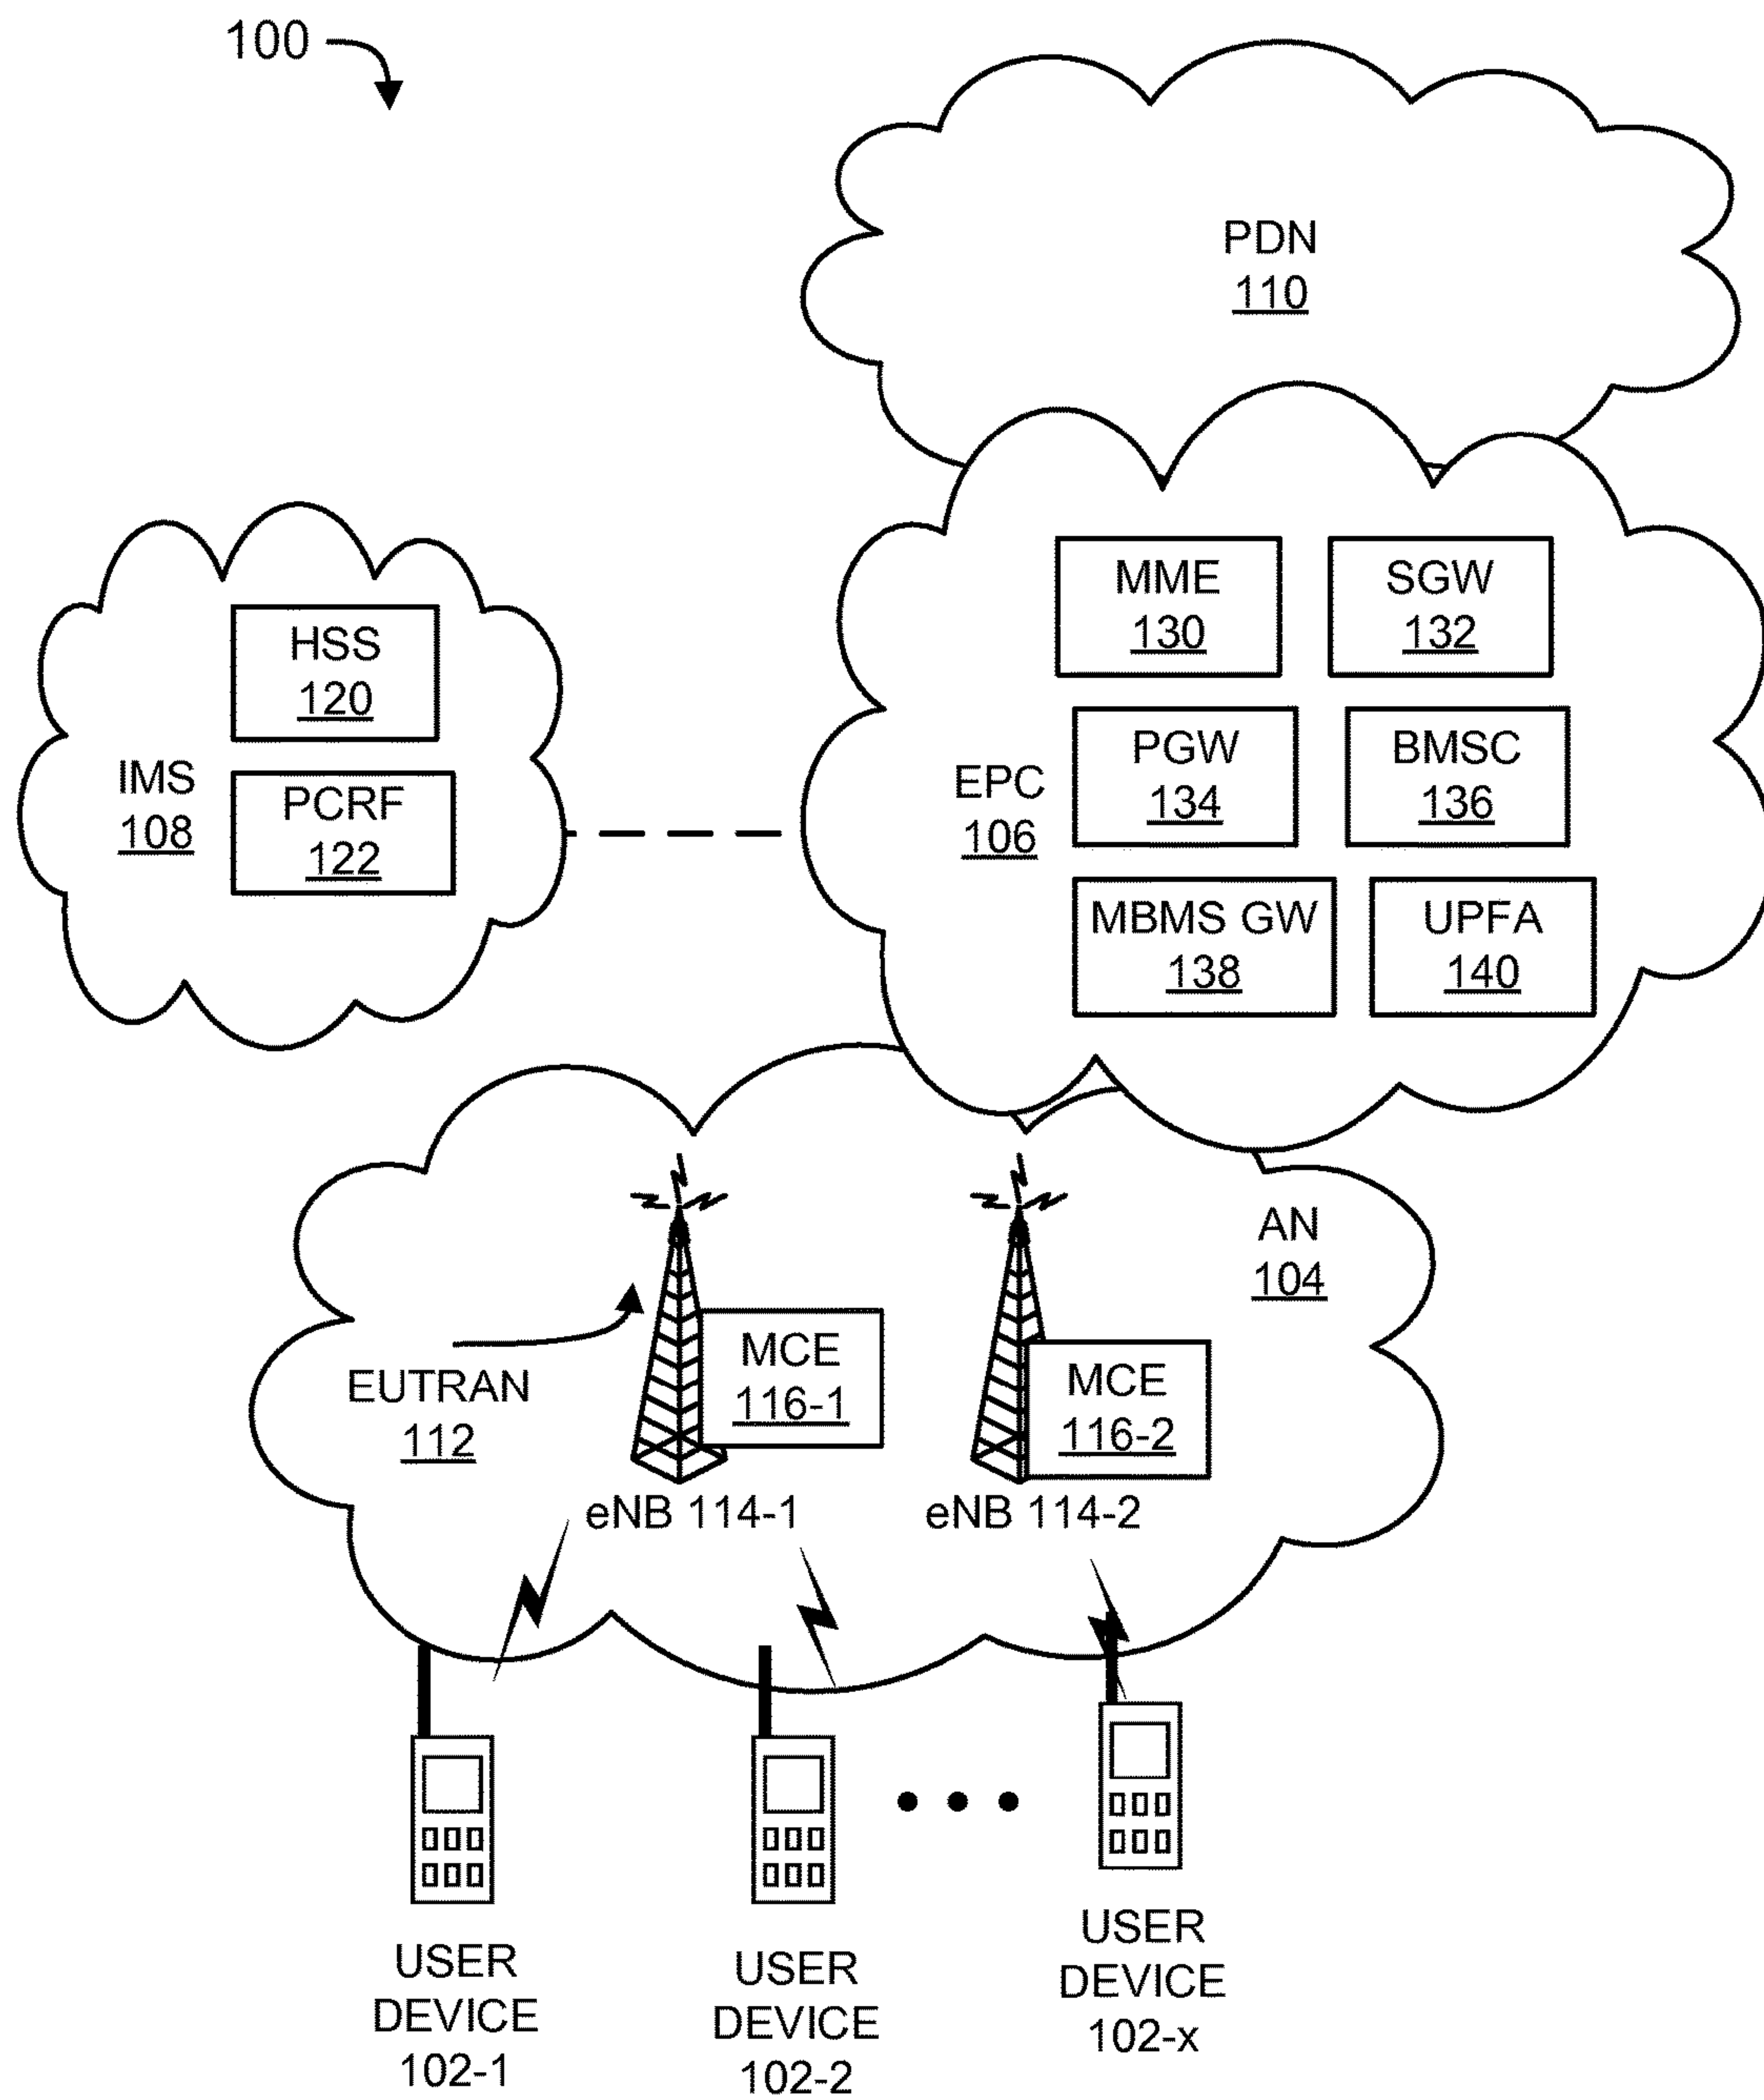 100
PDN
110
MME
130
SGW
132
HSS
120
PGW
134
BMSC
136
IMS
108
PCRF
122
EPC
106
MBMS GW
138
UPFA
140
AN
104
MCE
116-1
EUTRAN
112
MCE
116-2
eNB 114-1
eNB 114-2
USER
DEVICE
102-1
USER
DEVICE
102-2
USER
DEVICE
102-x